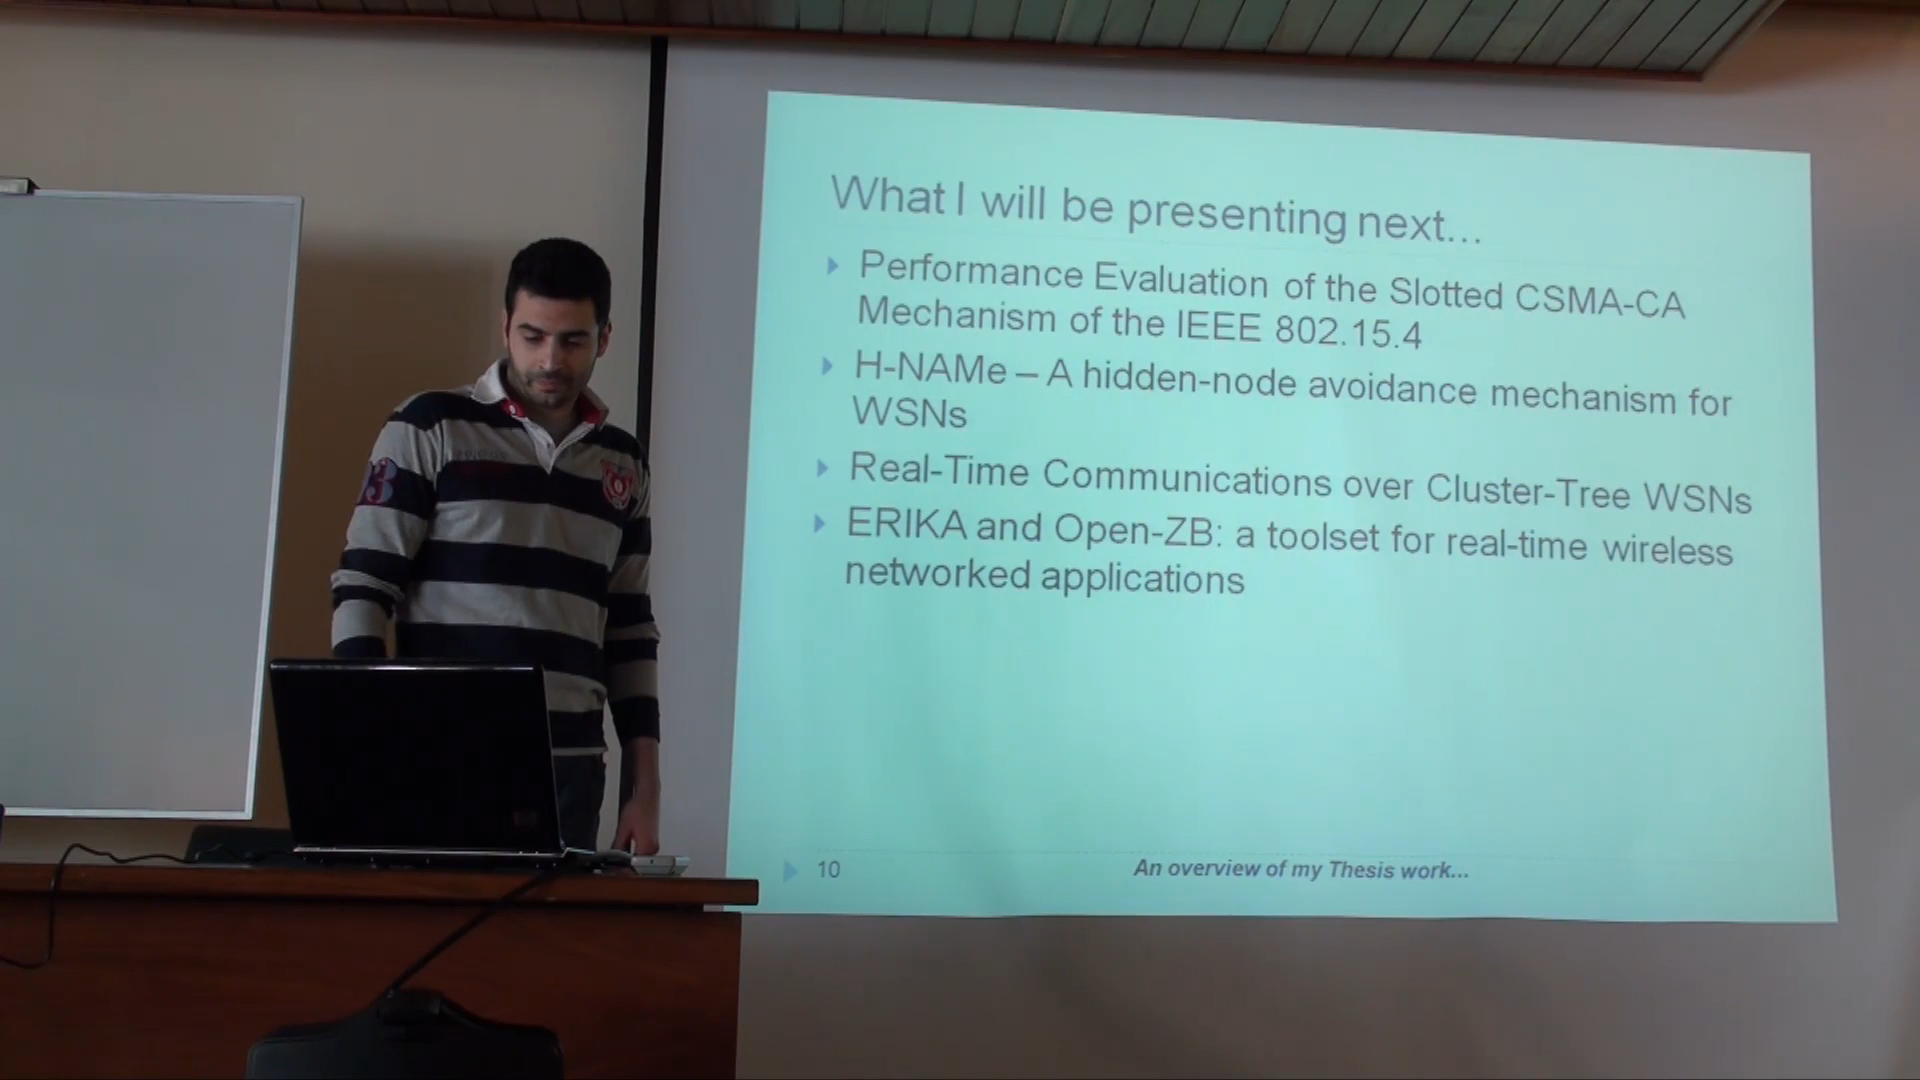 What I will be presenting next...
Performance Evaluation of the Slotted CSMA-CA
Mechanism of the IEEE 802.15.4
H-NAMe – A hidden-node avoidance mechanism for
WSNs
Real-Time Communications over Cluster-Tree WSNs
ERIKA and Open-ZB: a toolset for real-time wireless
networked applications
10
An overview of my Thesis work...